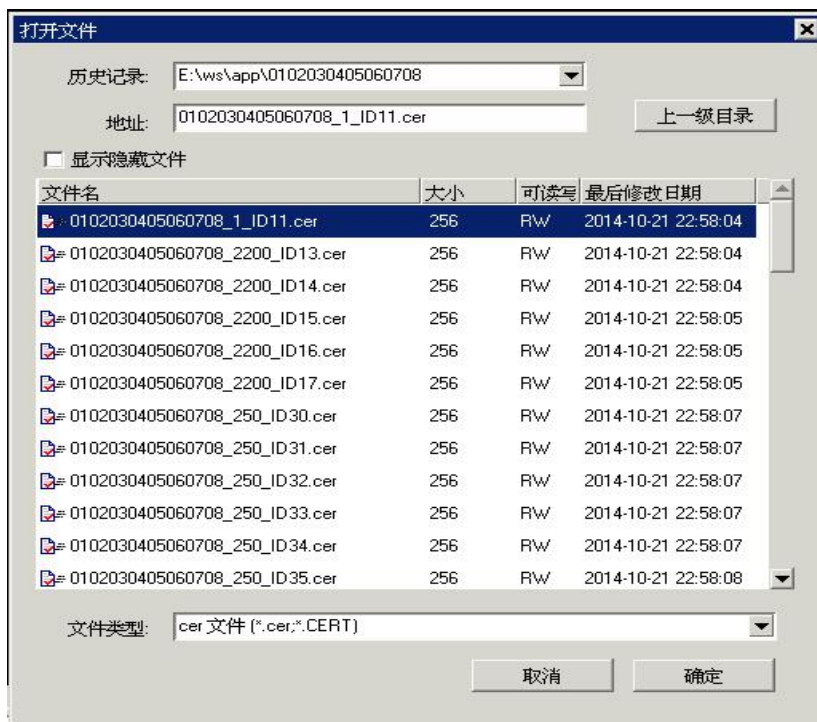 打开文件
历史记录: E:\ws\app\0102030405060708
地址: 0102030405060708_1_ID11.cer 上一级目录
显示隐藏文件
文件名 大小 可读写 最后修改日期
0102030405060708_1_ID11.cer 256 RW 2014-10-21 22:58:04
0102030405060708_2200_ID13.cer 256 RW 2014-10-21 22:58:04
0102030405060708_2200_ID14.cer 256 RW 2014-10-21 22:58:04
0102030405060708_2200_ID15.cer 256 RW 2014-10-21 22:58:05
0102030405060708_2200_ID16.cer 256 RW 2014-10-21 22:58:05
0102030405060708_2200_ID17.cer 256 RW 2014-10-21 22:58:05
0102030405060708_250_ID30.cer 256 RW 2014-10-21 22:58:07
0102030405060708_250_ID31.cer 256 RW 2014-10-21 22:58:07
0102030405060708_250_ID32.cer 256 RW 2014-10-21 22:58:07
0102030405060708_250_ID33.cer 256 RW 2014-10-21 22:58:07
0102030405060708_250_ID34.cer 256 RW 2014-10-21 22:58:07
0102030405060708_250_ID35.cer 256 RW 2014-10-21 22:58:08
文件类型: cer 文件 (*.cer;*.CERT)
取消 确定